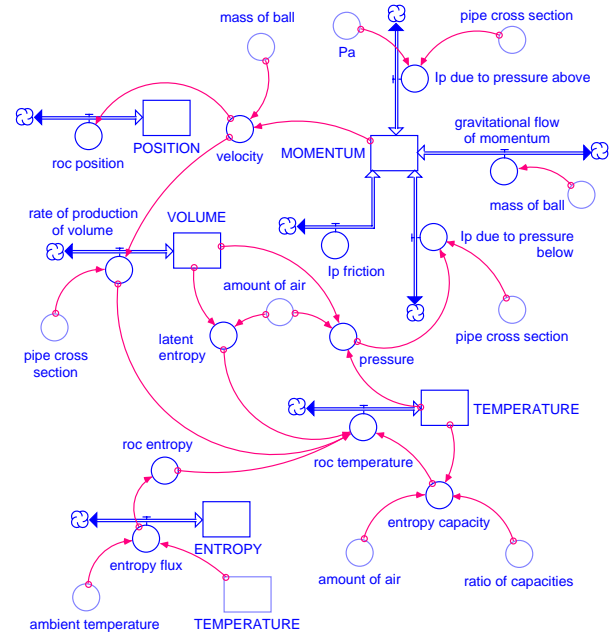 mass of ball
pipe cross section
Pa
Ip due to pressure above
gravitational flow
of momentum
roc position
POSITION
velocity
MOMENTUM
mass of ball
rate of production
of volume
VOLUME
Ip friction
Ip due to pressure
below
amount of air
pipe cross
section
latent
entropy
pressure
pipe cross section
TEMPERATURE
roc entropy
roc temperature
ENTROPY
entropy flux
entropy capacity
amount of air
ratio of capacities
ambient temperature
TEMPERATURE